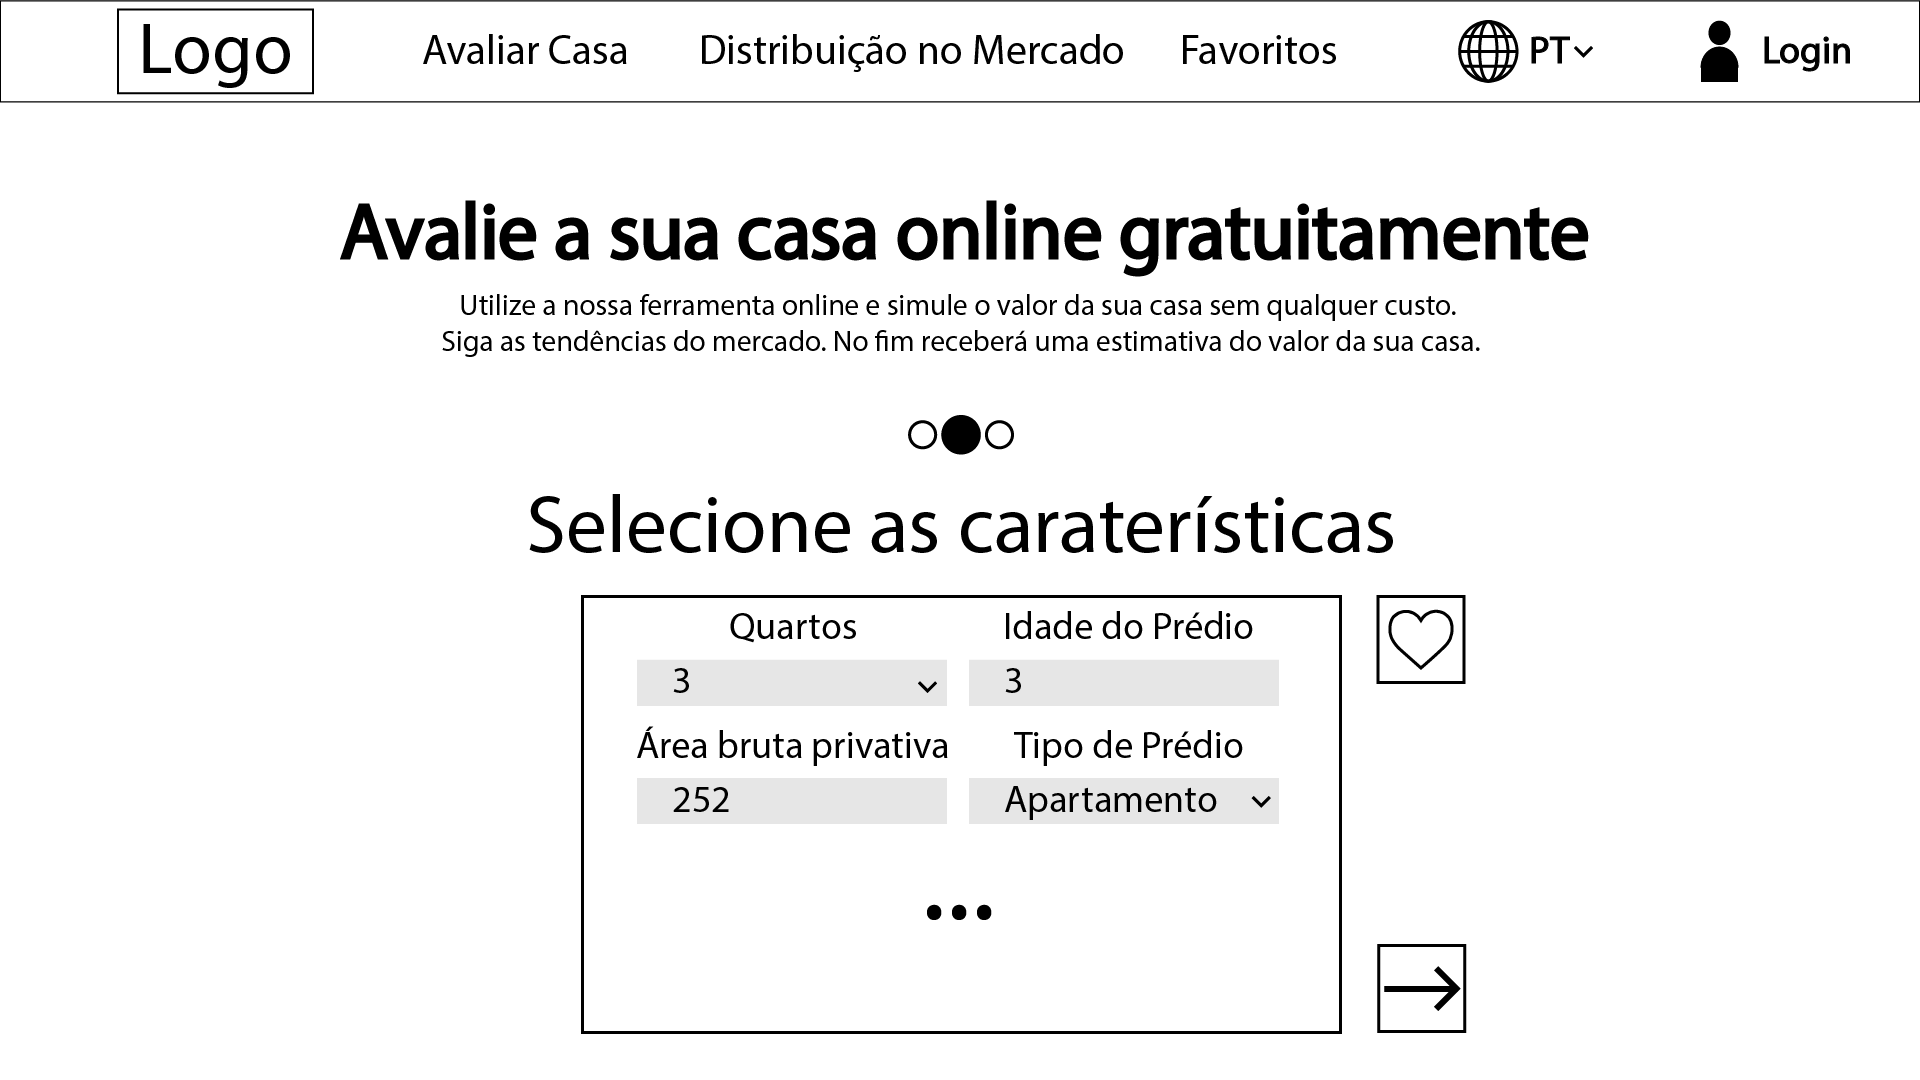 Logo
Avaliar Casa
Distribuição no Mercado
Favoritos
PT
Login
Avalie a sua casa online gratuitamente
Utilize a nossa ferramenta online e simule o valor da sua casa sem qualquer custo.
Siga as tendências do mercado. No fim receberá uma estimativa do valor da sua casa.
Selecione as caraterísticas
Quartos
Idade do Prédio
3
3
Área bruta privativa
Tipo de Prédio
252
Apartamento
...